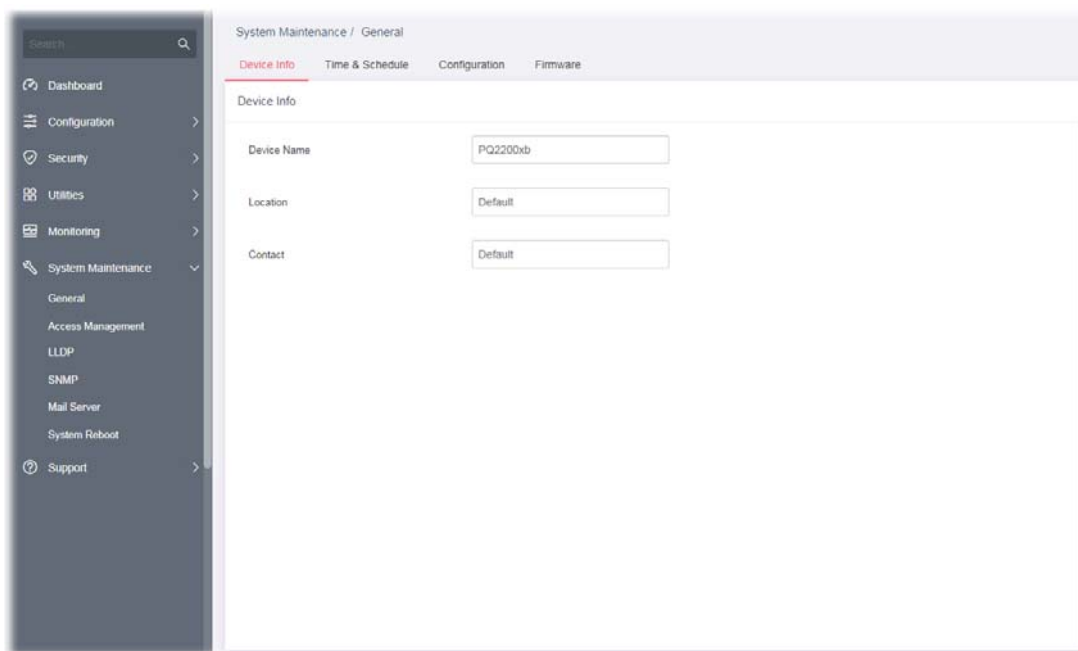 Search
Dashboard
Configuration
Security
Utilities
Monitoring
System Maintenance
General
Access Management
LLDP
SNMP
Mail Server
System Reboot
Support
System Maintenance / General
Device Info Time & Schedule Configuration Firmware
Device Info
Device Name PQ2200xb
Location Default
Contact Default